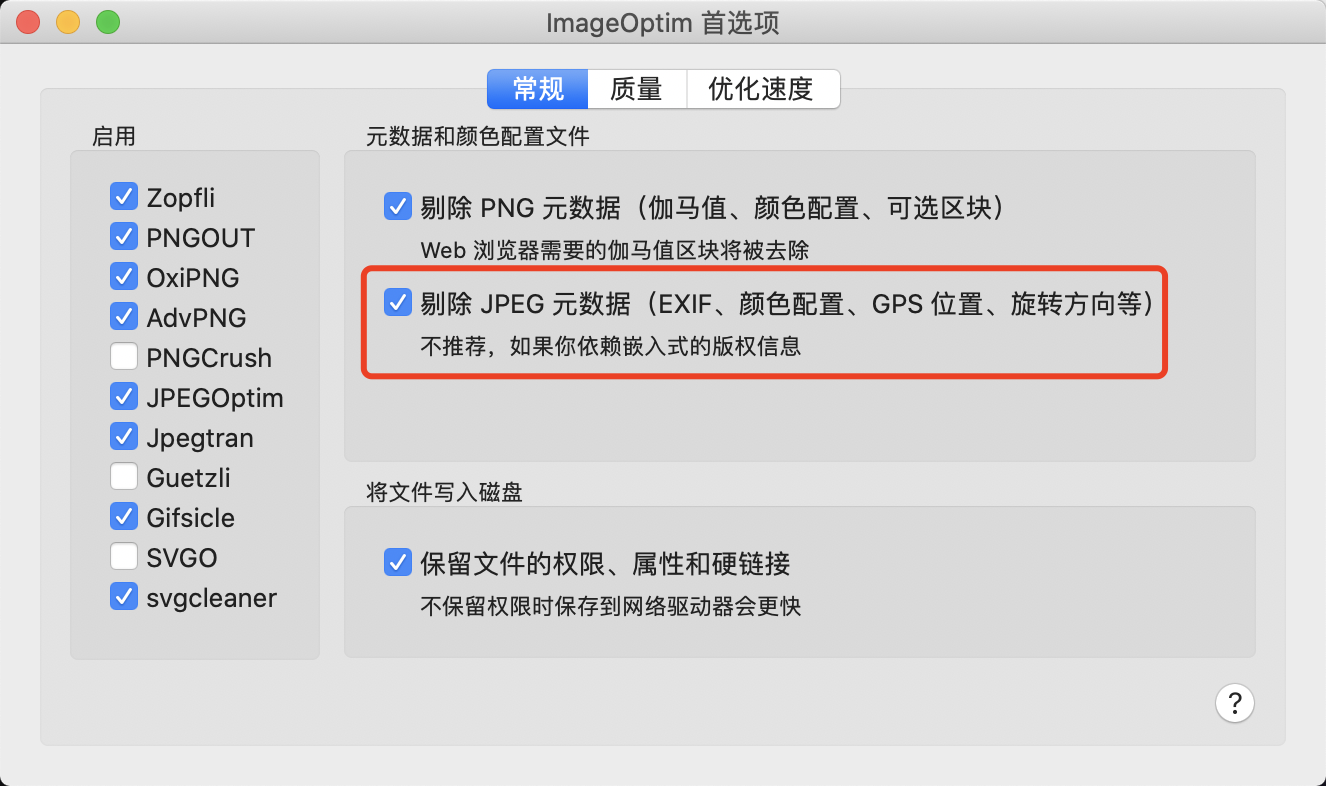 ImageOptim 首选项
常规
质量
优化速度
启用
Zopfli
PNGOUT
OxiPNG
AdvPNG
PNGCrush
JPEGOptim
Jpegtran
Guetzli
Gifsicle
SVGO
svgcleaner
元数据和颜色配置文件
剔除 PNG 元数据（伽马值、颜色配置、可选区块）
Web 浏览器需要的伽马值区块将被去除
剔除 JPEG 元数据（EXIF、颜色配置、GPS 位置、旋转方向等）
不推荐，如果你依赖嵌入式的版权信息
将文件写入磁盘
保留文件的权限、属性和硬链接
不保留权限时保存到网络驱动器会更快
?